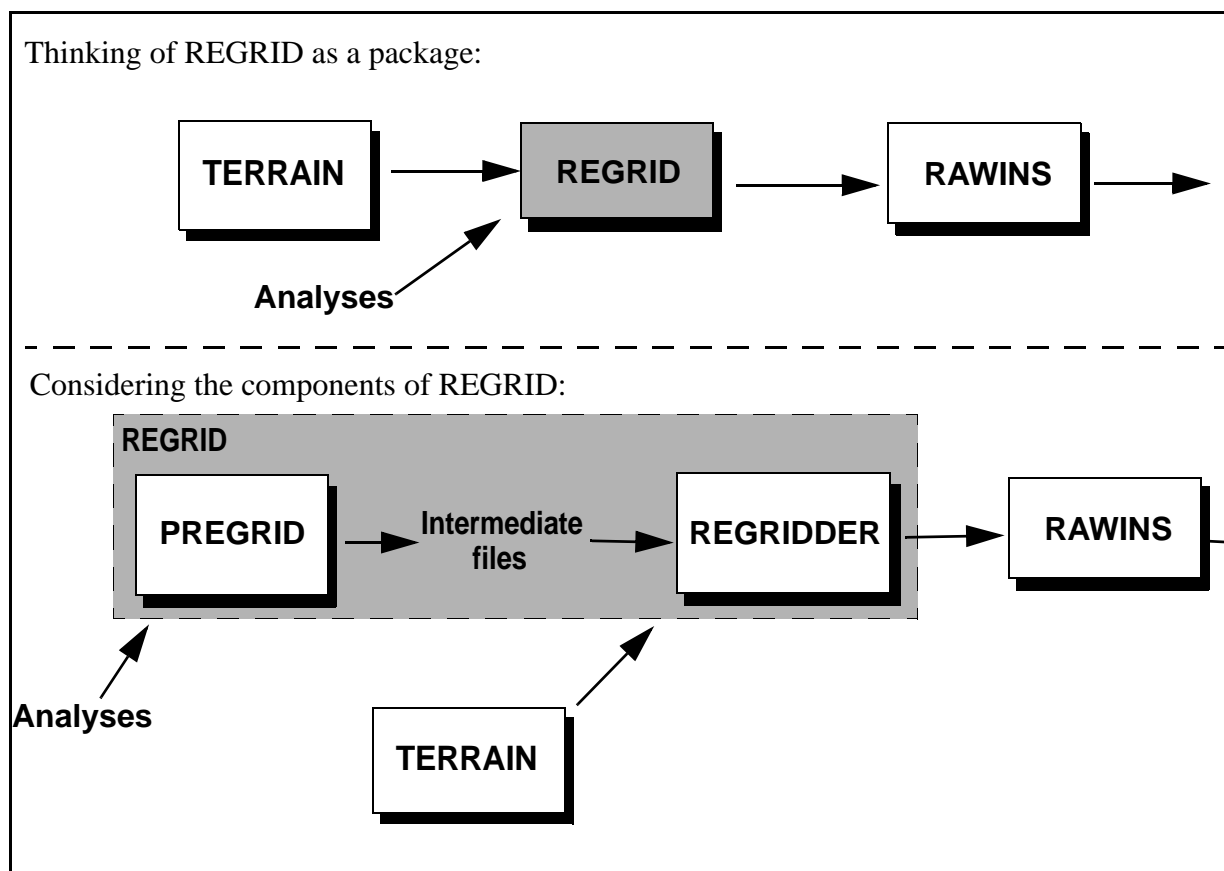 Thinking of REGRID as a package:
TERRAIN
REGRID
RAWINS
Analyses
Considering the components of REGRID:
REGRID
PREGRID
Intermediate
files
REGRIDDER
RAWINS
Analyses
TERRAIN